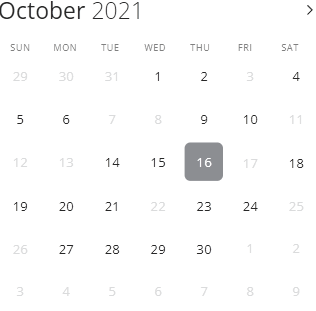 October 2021
SUN MON TUE WED THU FRI SAT
29 30 31 1 2 3 4
5 6 7 8 9 10 11
12 13 14 15 16 17 18
19 20 21 22 23 24 25
26 27 28 29 30 1 2
3 4 5 6 7 8 9